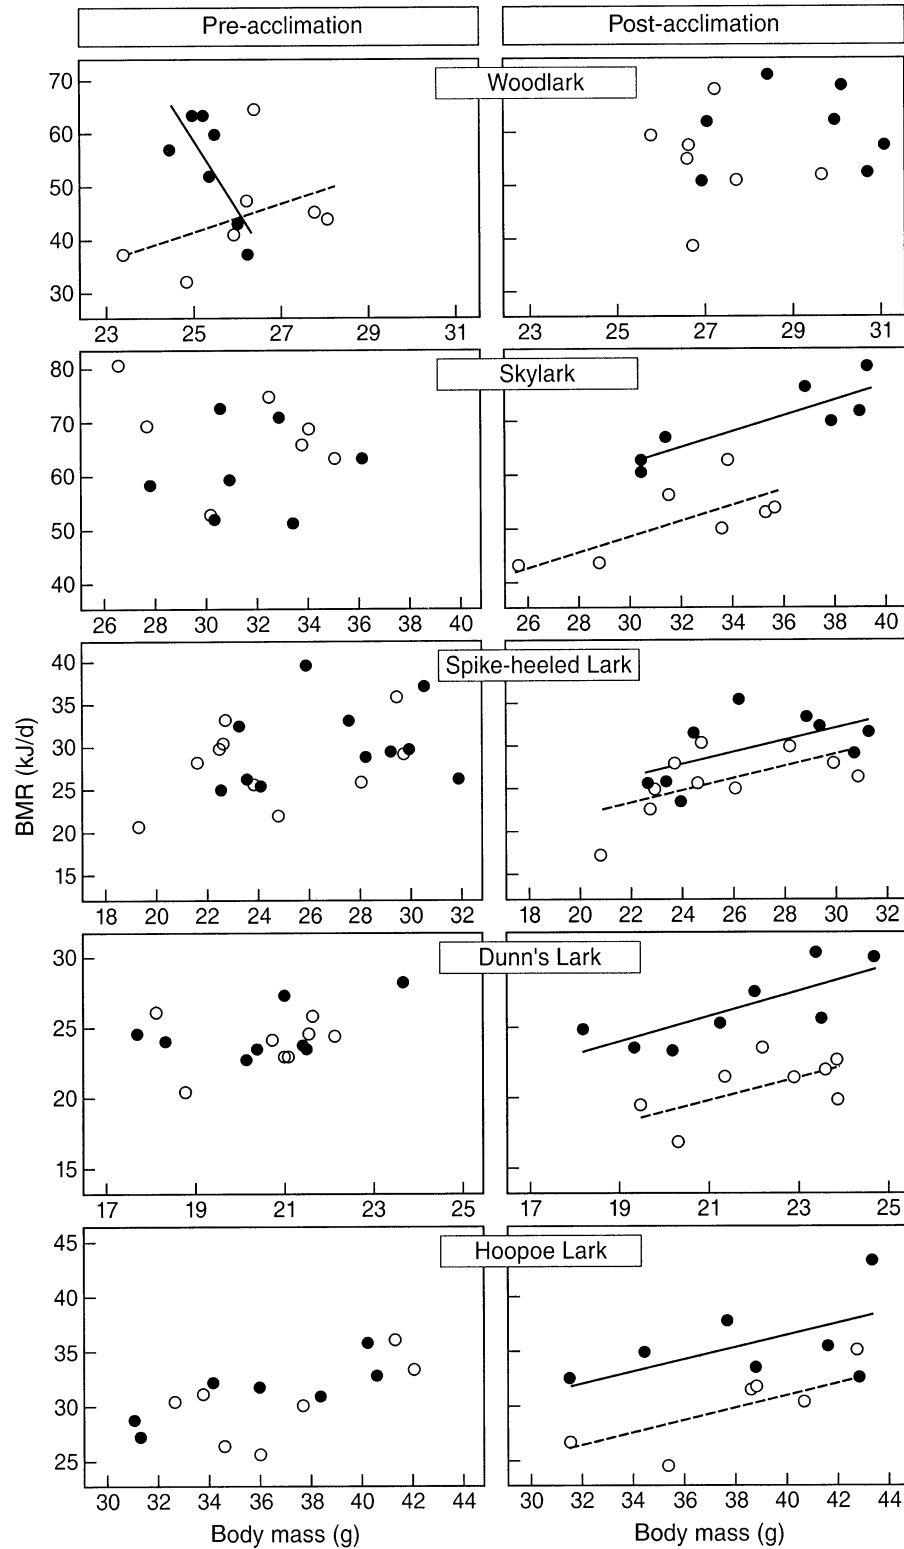 Pre-acclimation Post-acclimation
Woodlark
70
60
50
40
30
23 25 27 29 31 23 25 27 29 31
Skylark
80
70
60
50
40
26 28 30 32 34 36 38 40 26 28 30 32 34 36 38 40
Spike-heeled Lark
40
35
30
25
20
15
BMR (kJ/d)
18 20 22 24 26 28 30 32 18 20 22 24 26 28 30 32
Dunn's Lark
30
25
20
15
17 19 21 23 25 17 19 21 23 25
Hoopoe Lark
45
40
35
30
25
30 32 34 36 38 40 42 44 30 32 34 36 38 40 42 44
Body mass (g) Body mass (g)